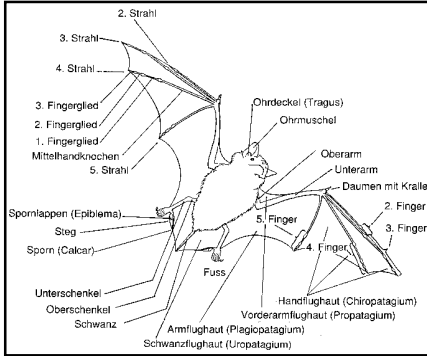 2. Strahl
3. Strahl
4. Strahl
3. Fingerglied
2. Fingerglied
1. Fingerglied
Mittelhandknochen
5. Strahl
Ohrdeckel (Tragus)
Ohrmuschel
Oberarm
Unterarm
Daumen mit Kralle
Spornlappen (Epiblema)
Steg
Sporn (Calcar)
5. Finger
2. Finger
3. Finger
4. Finger
Fuss
Unterschenkel
Oberschenkel
Schwanz
Handflughaut (Chiropatagium)
Vorderarmflughaut (Propatagium)
Armflughaut (Plagiopatagium)
Schwanzflughaut (Uropatagium)